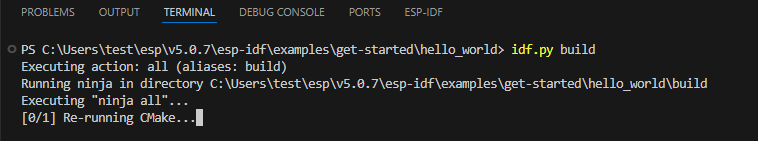 PROBLEMS OUTPUT TERMINAL DEBUG CONSOLE PORTS ESP-IDF
PS C:\Users\test\esp\v5.0.7\esp-idf\examples\get-started\hello_world> idf.py build
Executing action: all (aliases: build)
Running ninja in directory C:\Users\test\esp\v5.0.7\esp-idf\examples\get-started\hello_world\build
Executing "ninja all"...
[0/1] Re-running CMake...